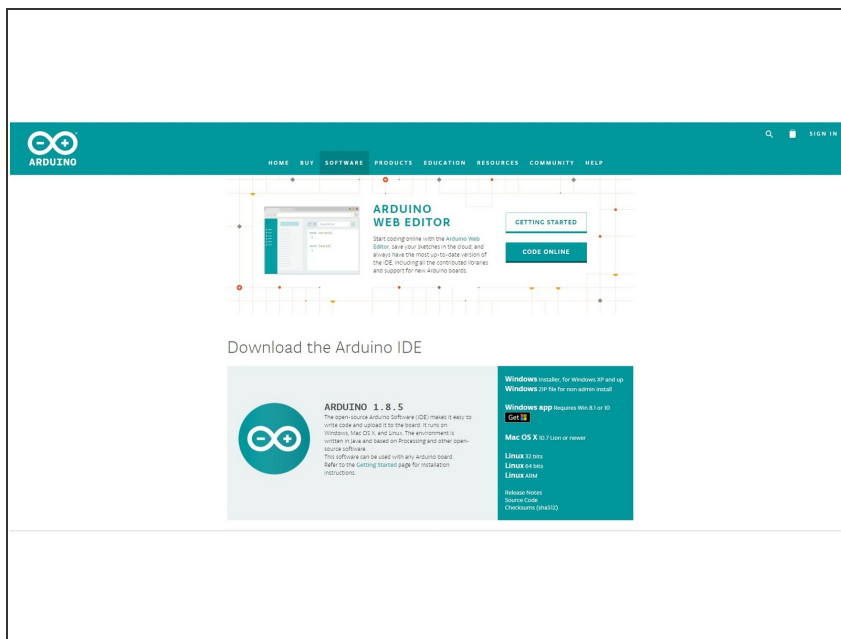 ARDUINO
SIGN IN
HOME BUY SOFTWARE PRODUCTS EDUCATION RESOURCES COMMUNITY HELP
ARDUINO
WEB EDITOR
Start coding online with the Arduino Web
Editor, save your sketches in the cloud, and
always have the most up-to-date version of
the IDE, including all the contributed libraries
and support for new Arduino boards.
GETTING STARTED
CODE ONLINE
Download the Arduino IDE
ARDUINO 1.8.5
The open-source Arduino Software (IDE) makes it easy to
write code and upload it to the board. It runs on
Windows, Mac OS X, and Linux. The environment is
written in Java and based on Processing and other open-
source software.
This software can be used with any Arduino board.
Refer to the Getting Started page for Installation
instructions.
Windows Installer, for Windows XP and up
Windows ZIP file for non admin install
Windows app Requires Win 8.1 or 10
Get
Mac OS X 10.7 Lion or newer
Linux 32 bits
Linux 64 bits
Linux ARM
Release Notes
Source Code
Checksums (sha512)